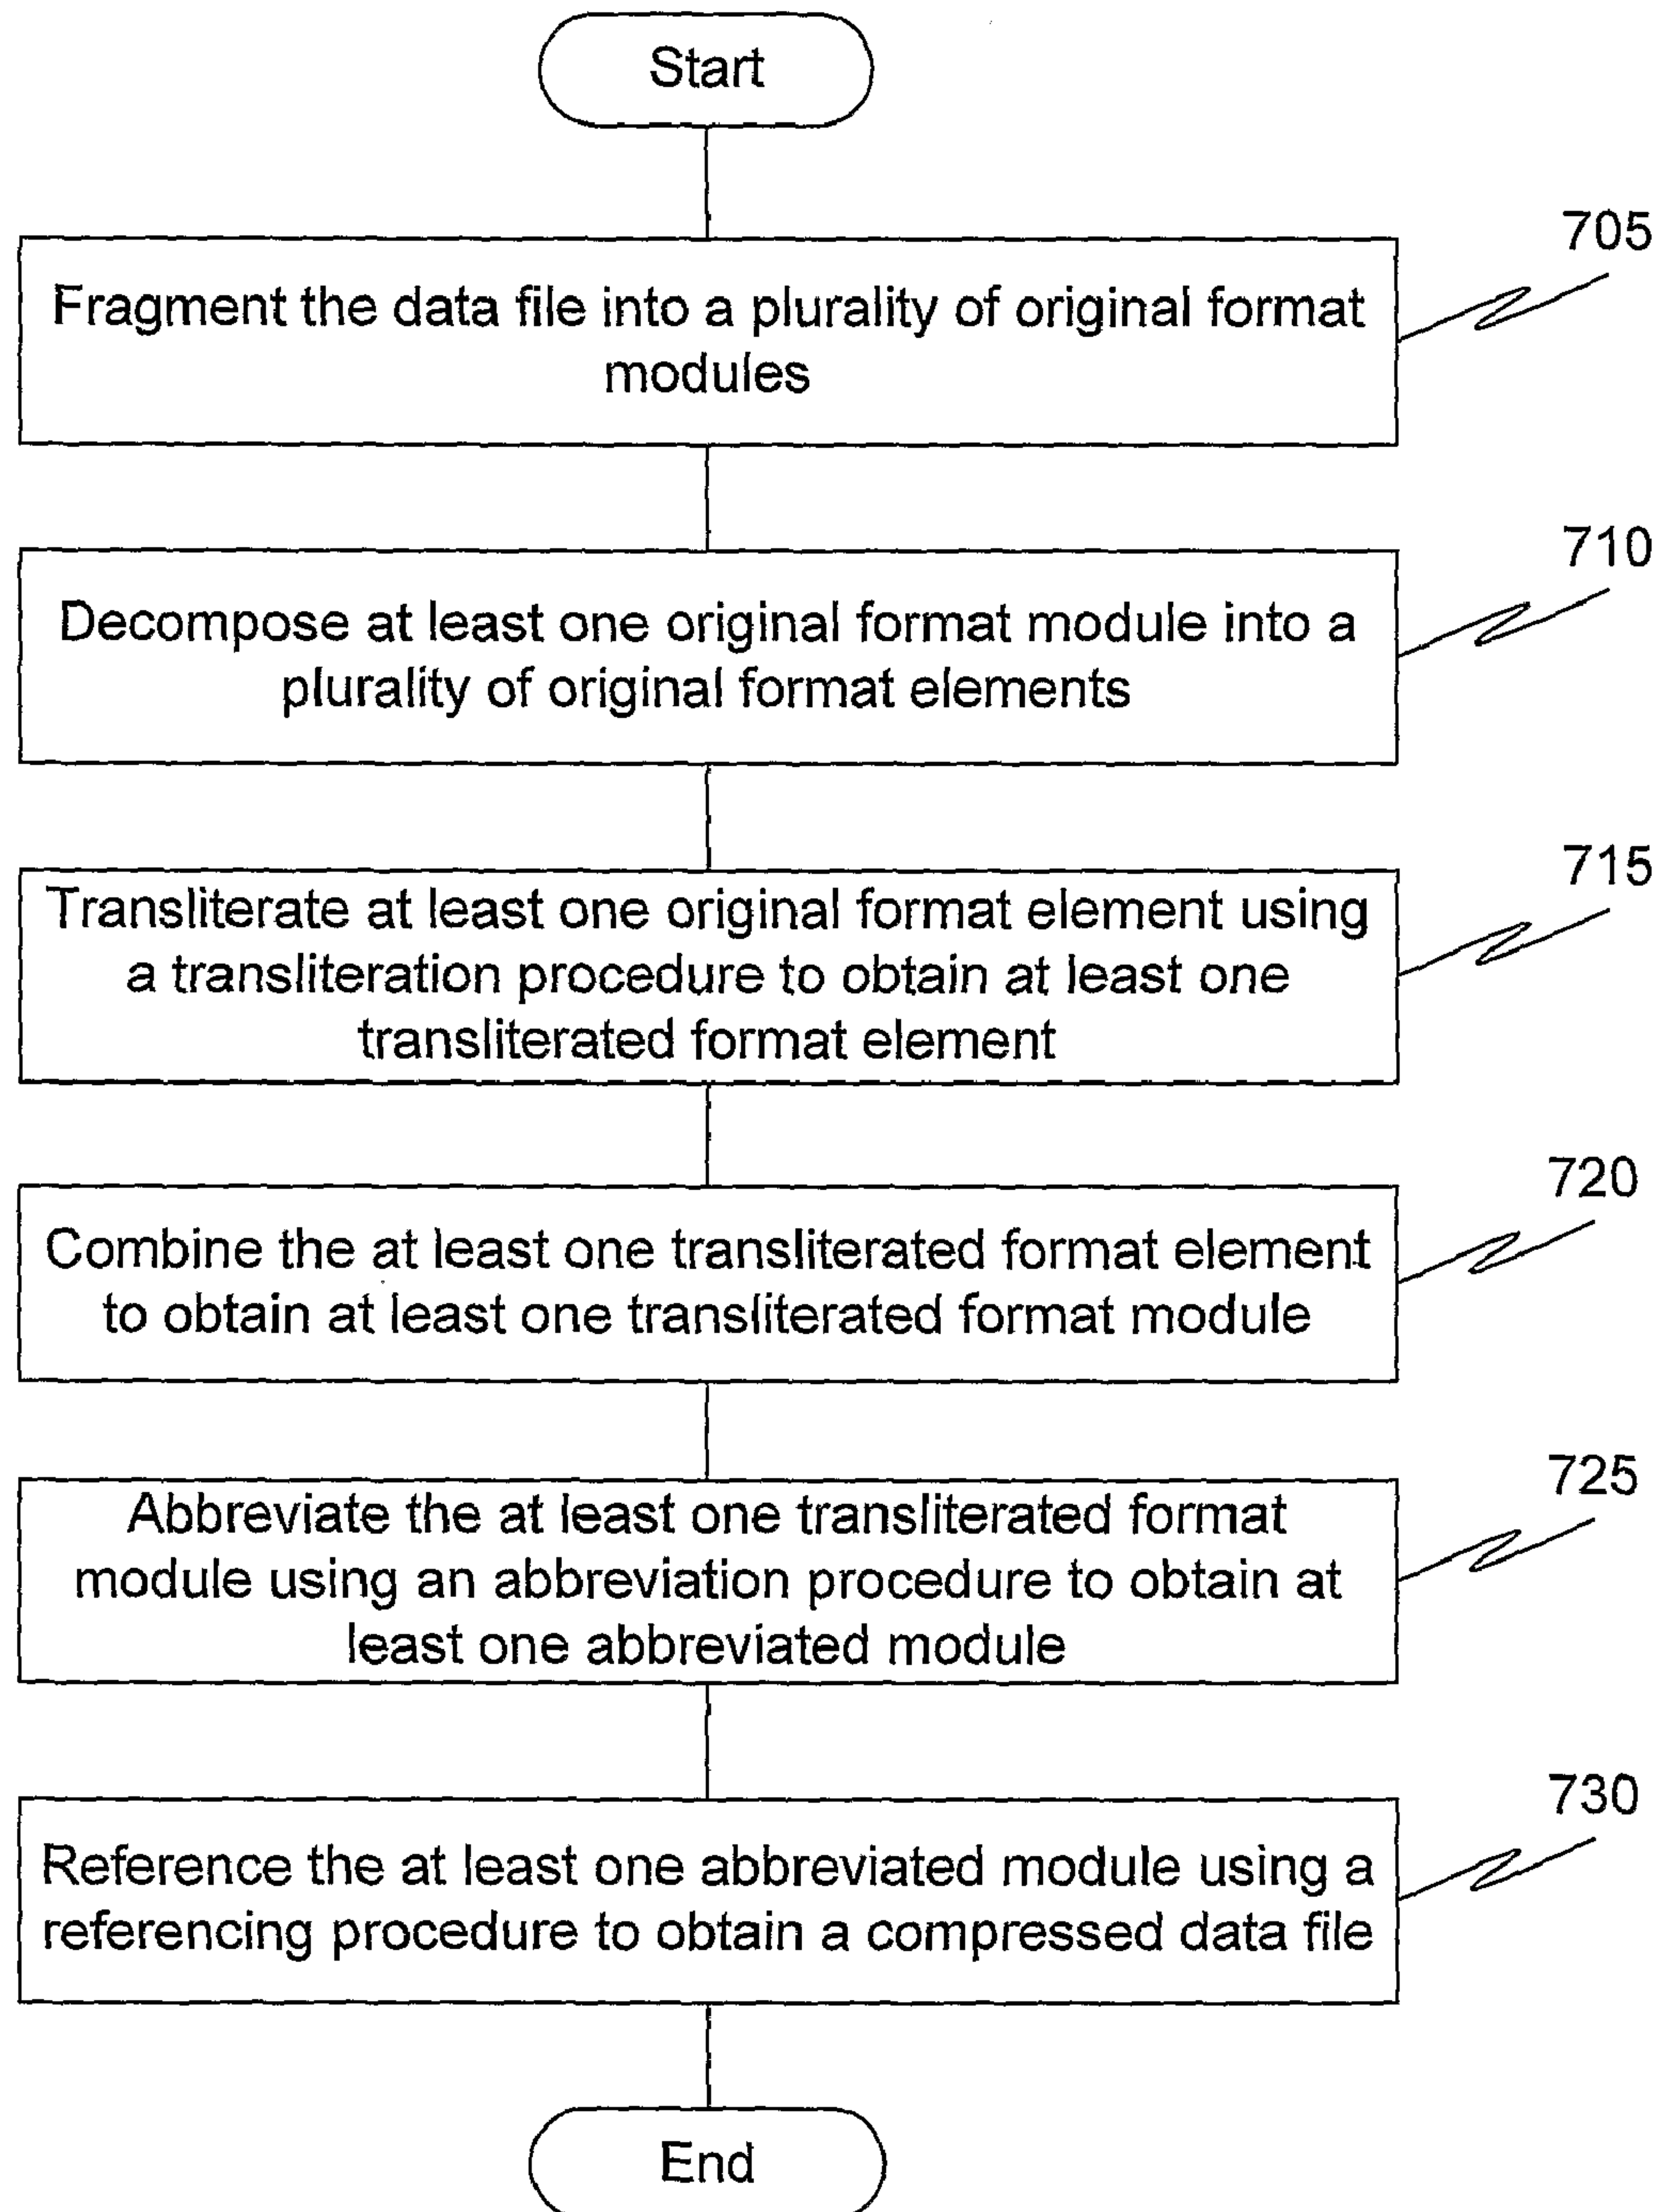 Start
705
Fragment the data file into a plurality of original format
modules
710
Decompose at least one original format module into a
plurality of original format elements
715
Transliterate at least one original format element using
a transliteration procedure to obtain at least one
transliterated format element
720
Combine the at least one transliterated format element
to obtain at least one transliterated format module
725
Abbreviate the at least one transliterated format
module using an abbreviation procedure to obtain at
least one abbreviated module
730
Reference the at least one abbreviated module using a
referencing procedure to obtain a compressed data file
End